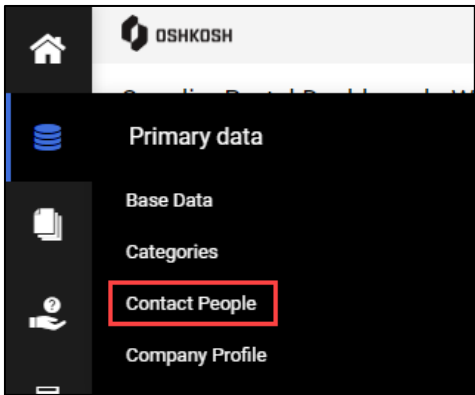 OSHKOSH
Primary data
Base Data
Categories
Contact People
Company Profile